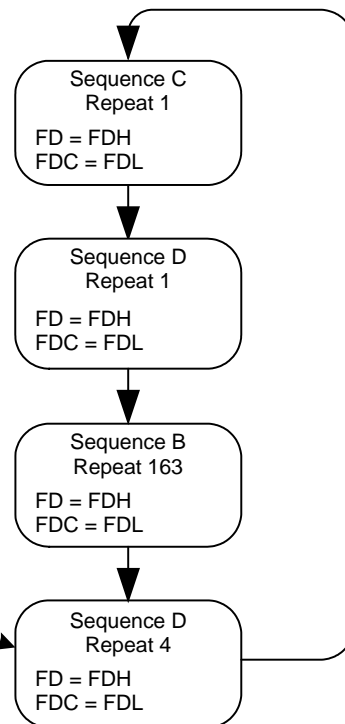 Sequence C
Repeat 1
FD = FDH
FDC = FDL
Sequence D
Repeat 1
FD = FDH
FDC = FDL
Sequence B
Repeat 163
FD = FDH
FDC = FDL
Sequence D
Repeat 4
FD = FDH
FDC = FDL